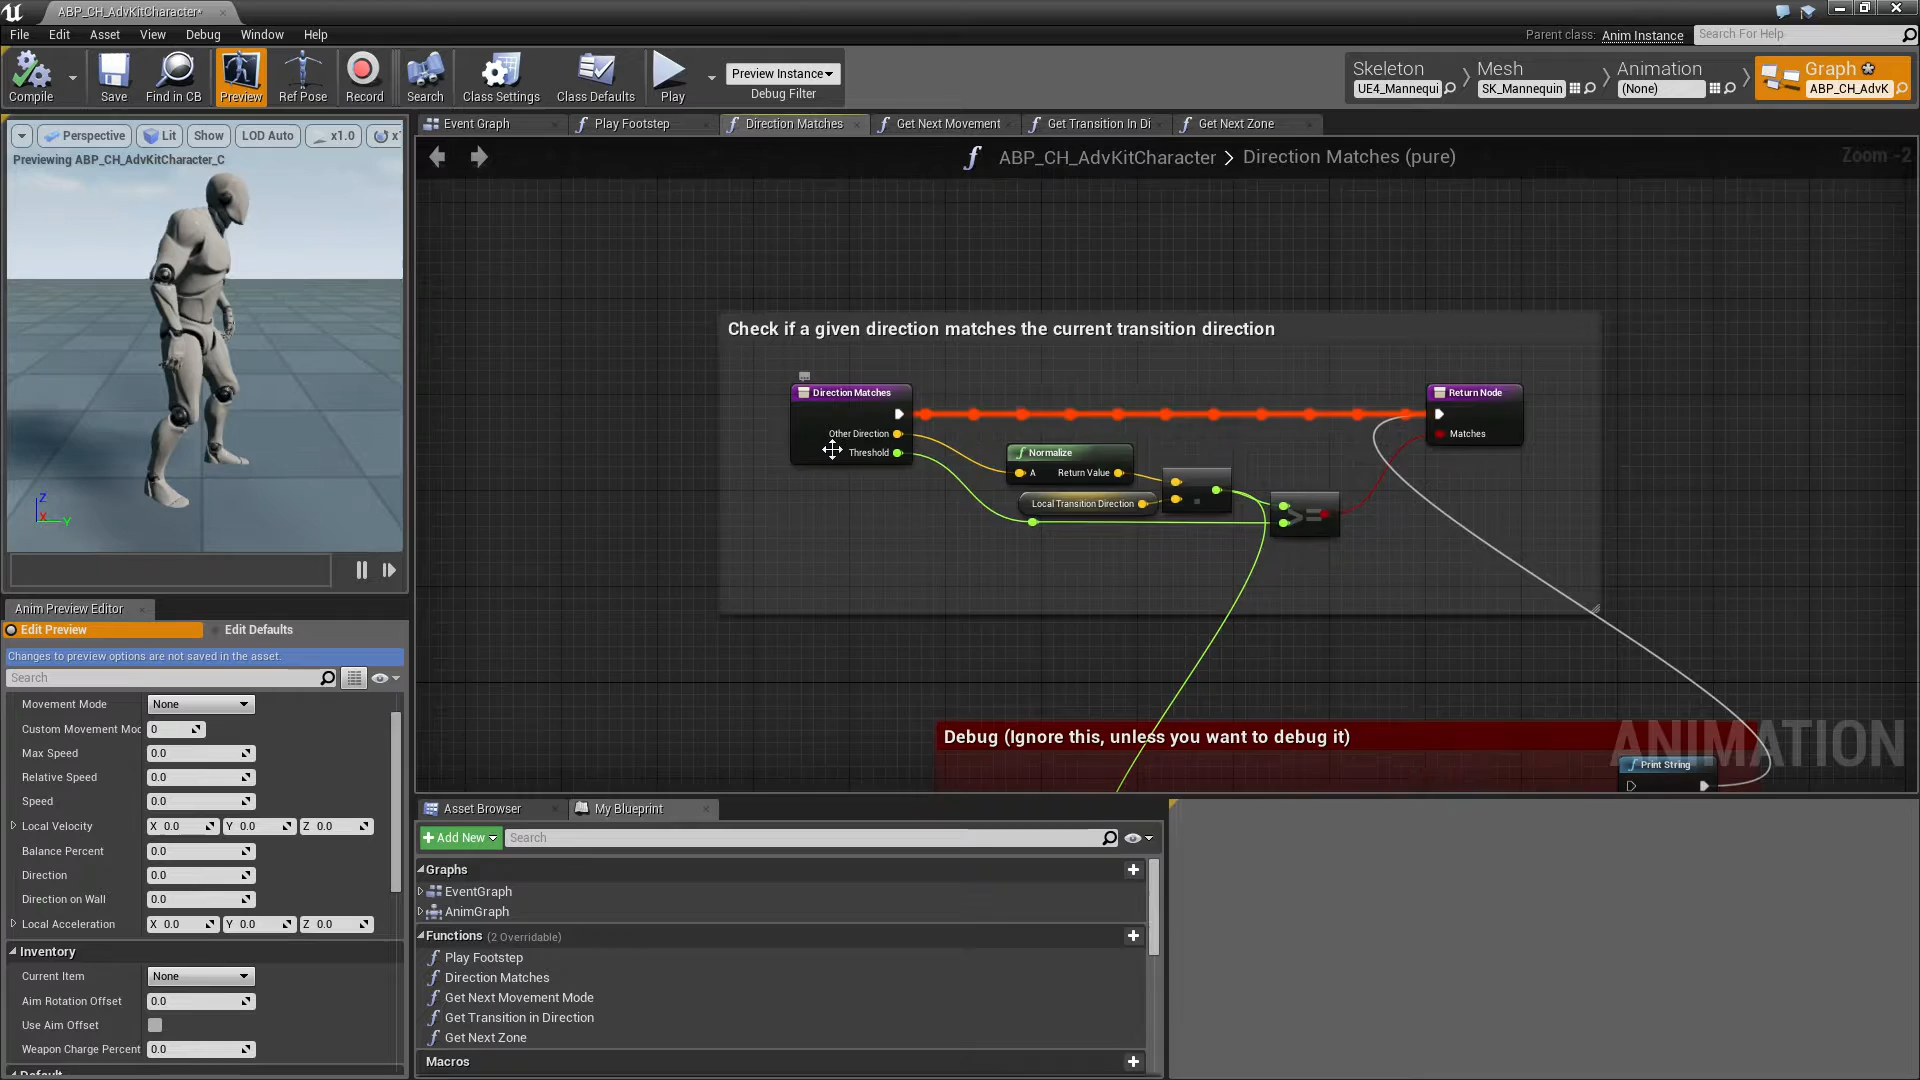 ABP_CH_AdvKitCharacter*
File Edit Asset View Debug Window Help
Parent class: Anim Instance
Search For Help
Compile
Save
Find in CB
Preview
Ref Pose
Record
Search
Class Settings
Class Defaults
Play
Preview Instance
Debug Filter
Skeleton
UE4_Mannequi
Mesh
SK_Mannequin
Animation
(None)
Graph
ABP_CH_AdvK
Perspective Lit Show LOD Auto x1.0
Previewing ABP_CH_AdvKitCharacter_C
Z
X Y
Event Graph
Play Footstep
Direction Matches
Get Next Movement
Get Transition In Di
Get Next Zone
ABP_CH_AdvKitCharacter > Direction Matches (pure)
Zoom -2
Check if a given direction matches the current transition direction
Direction Matches
Other Direction
Threshold
Normalize
A Return Value
Local Transition Direction
>=
Return Node
Matches
Debug (Ignore this, unless you want to debug it)
ANIMATION
Print String
Anim Preview Editor
Edit Preview
Edit Defaults
Changes to preview options are not saved in the asset.
Search
Movement Mode None
Custom Movement Moc 0
Max Speed 0.0
Relative Speed 0.0
Speed 0.0
Local Velocity X 0.0 Y 0.0 Z 0.0
Balance Percent 0.0
Direction 0.0
Direction on Wall 0.0
Local Acceleration X 0.0 Y 0.0 Z 0.0
Inventory
Current Item None
Aim Rotation Offset 0.0
Use Aim Offset
Weapon Charge Percent 0.0
Default
Asset Browser
My Blueprint
Add New
Search
Graphs
EventGraph
AnimGraph
Functions (2 Overridable)
Play Footstep
Direction Matches
Get Next Movement Mode
Get Transition in Direction
Get Next Zone
Macros